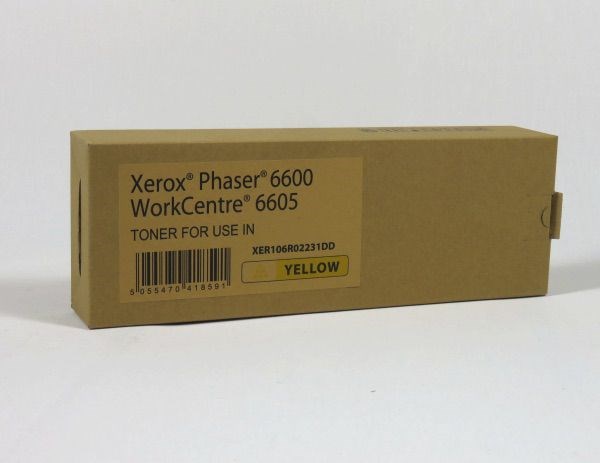 Xerox® Phaser® 6600
WorkCentre® 6605
TONER FOR USE IN
XER106R02231DD
YELLOW
5 055470 418591